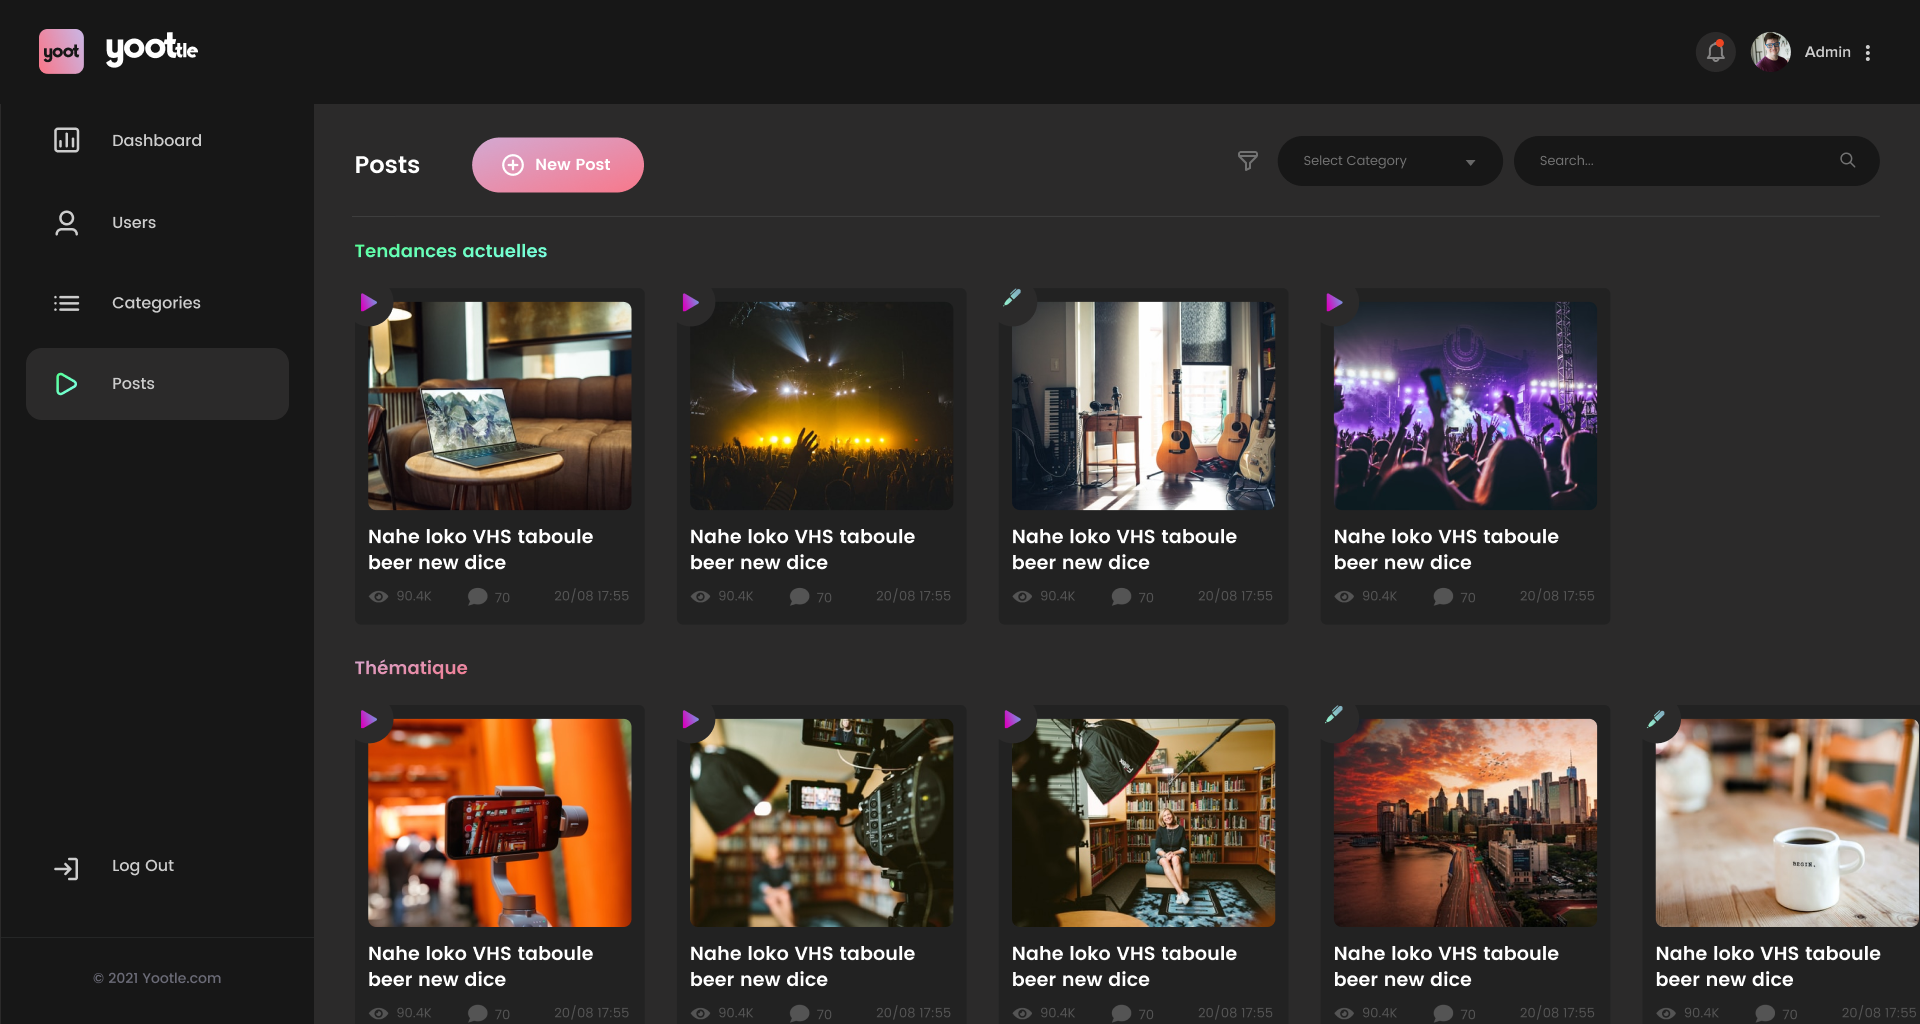 yoot
yoottle
Admin
Dashboard
Users
Categories
Posts
Log Out
© 2021 Yootle.com
Posts
New Post
Select Category
Search...
Tendances actuelles
Nahe loko VHS taboule
beer new dice
90.4K 70 20/08 17:55
Nahe loko VHS taboule
beer new dice
90.4K 70 20/08 17:55
Nahe loko VHS taboule
beer new dice
90.4K 70 20/08 17:55
Nahe loko VHS taboule
beer new dice
90.4K 70 20/08 17:55
Thématique
Nahe loko VHS taboule
beer new dice
90.4K 70 20/08 17:55
Nahe loko VHS taboule
beer new dice
90.4K 70 20/08 17:55
Nahe loko VHS taboule
beer new dice
90.4K 70 20/08 17:55
Nahe loko VHS taboule
beer new dice
90.4K 70 20/08 17:55
BEGIN.
Nahe loko VHS taboule
beer new dice
90.4K 70 20/08 17:55